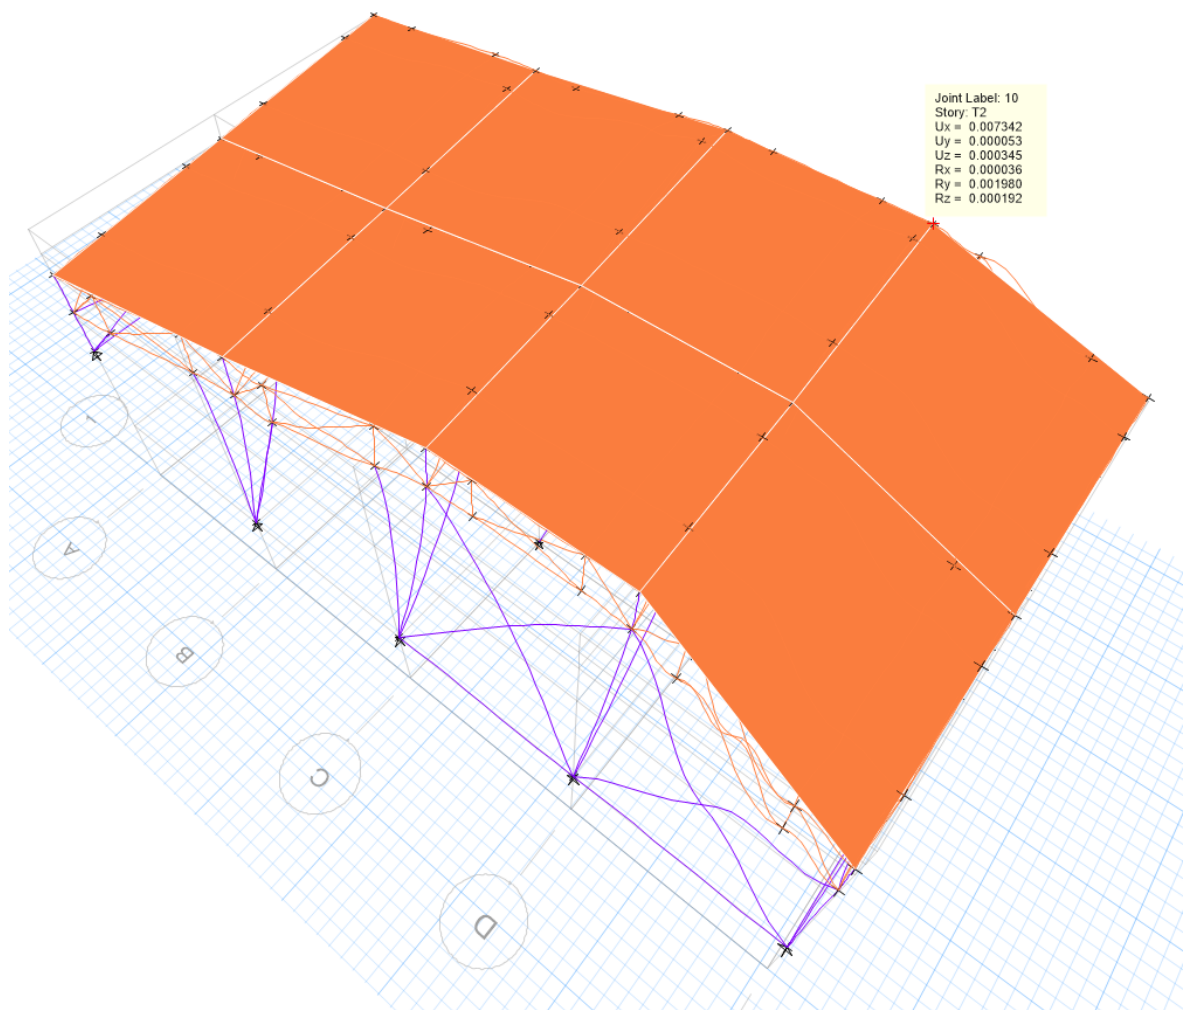 Joint Label: 10
Story: T2
Ux = 0.007342
Uy = 0.000053
Uz = 0.000345
Rx = 0.000036
Ry = 0.001980
Rz = 0.000192
1
A
B
C
D